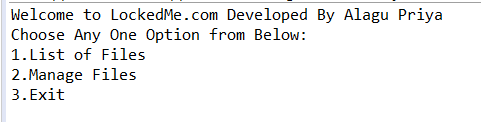 Welcome to LockedMe.com Developed By Alagu Priya
Choose Any One Option from Below:
1.List of Files
2.Manage Files
3.Exit